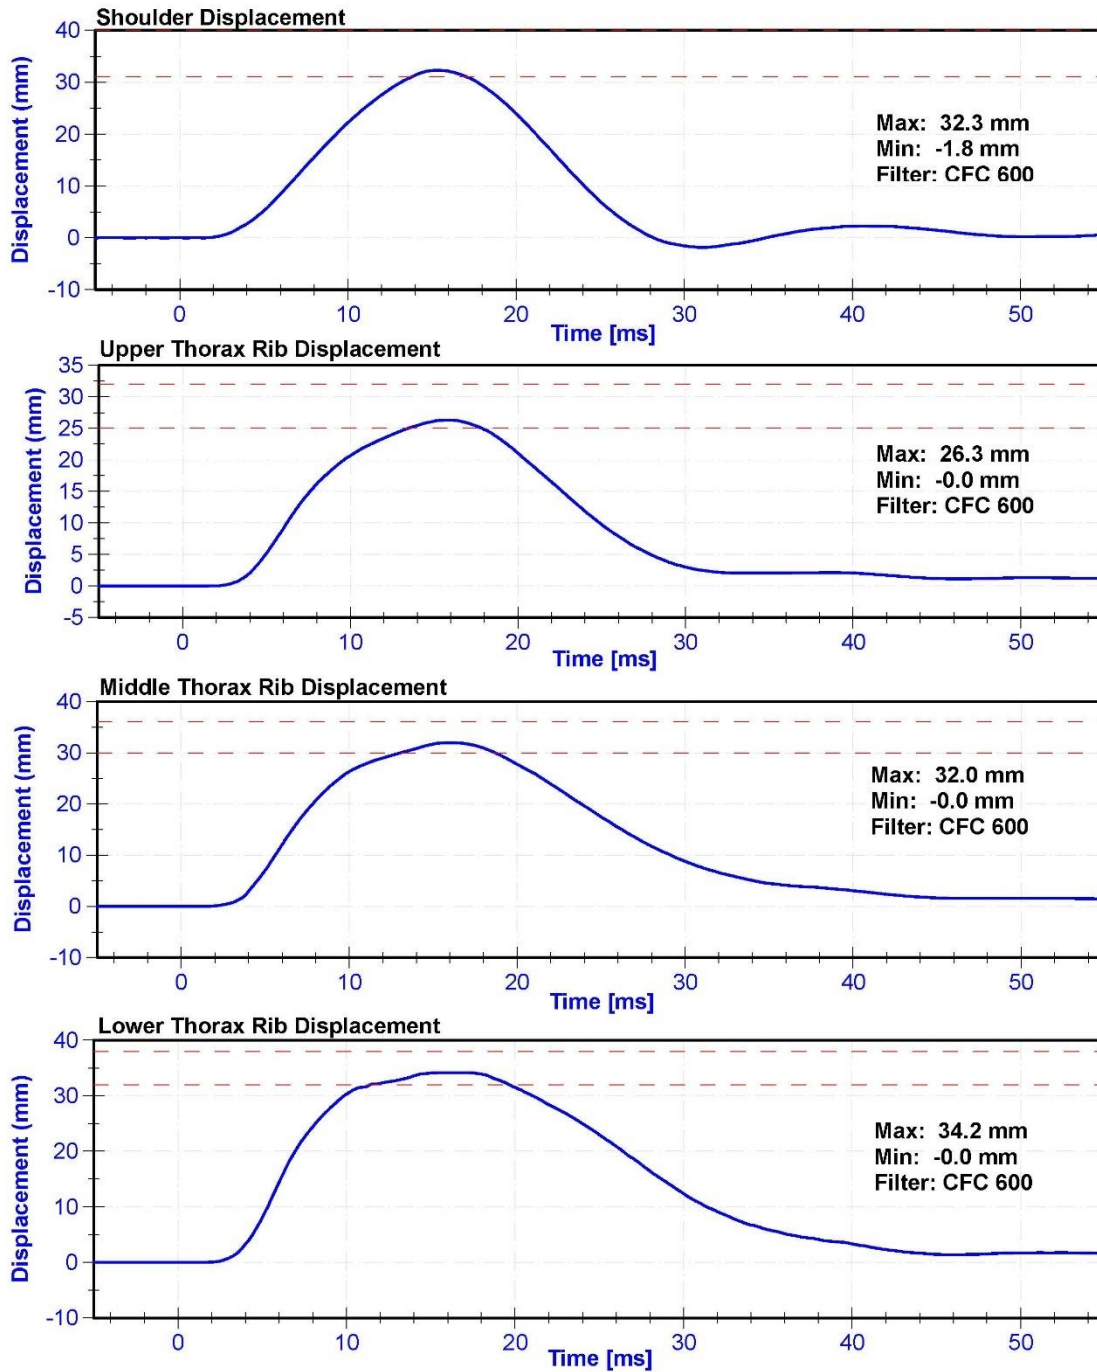 Shoulder Displacement
Displacement (mm)
40
30
20
10
0
-10
Max: 32.3 mm
Min: -1.8 mm
Filter: CFC 600
0 10 20 30 40 50
Time [ms]
Upper Thorax Rib Displacement
Displacement (mm)
35
30
25
20
15
10
5
0
-5
Max: 26.3 mm
Min: -0.0 mm
Filter: CFC 600
0 10 20 30 40 50
Time [ms]
Middle Thorax Rib Displacement
Displacement (mm)
40
30
20
10
0
-10
Max: 32.0 mm
Min: -0.0 mm
Filter: CFC 600
0 10 20 30 40 50
Time [ms]
Lower Thorax Rib Displacement
Displacement (mm)
40
30
20
10
0
-10
Max: 34.2 mm
Min: -0.0 mm
Filter: CFC 600
0 10 20 30 40 50
Time [ms]